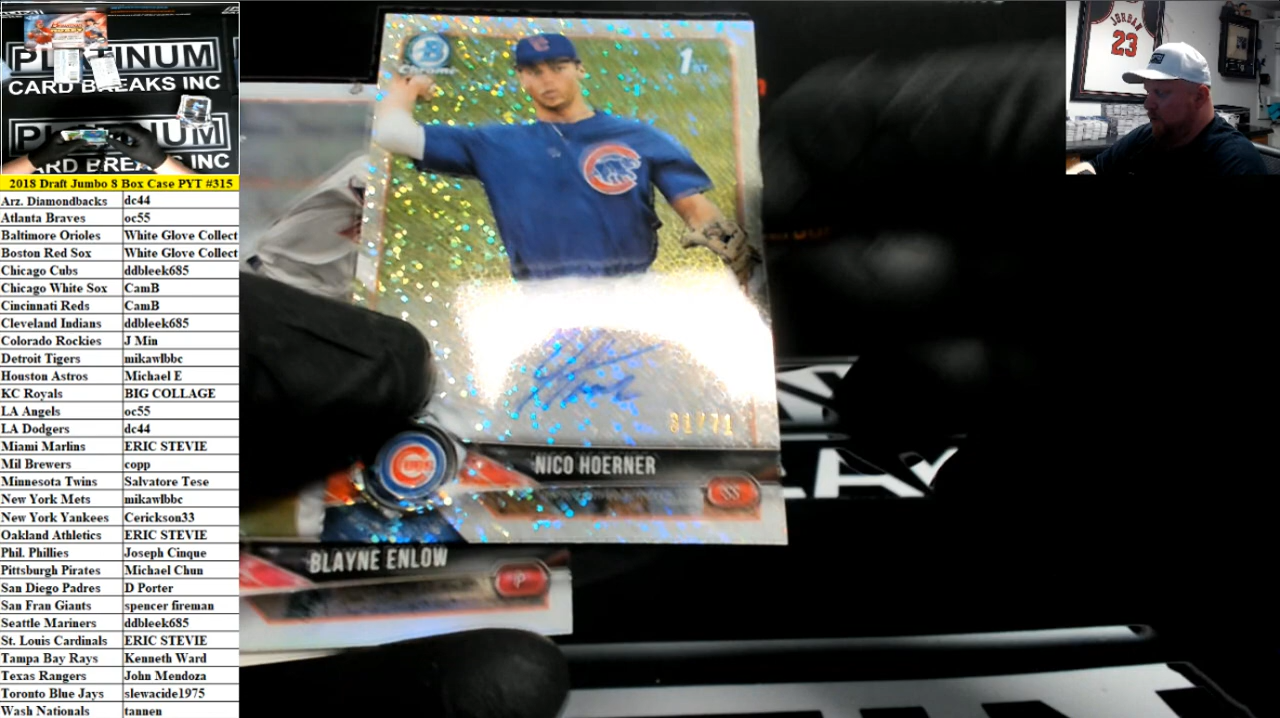 PLATINUM
CARD BREAKS INC
PLATINUM
CARD BREAKS INC
2018 Draft Jumbo 8 Box Case PYT #315
Arz. Diamondbacks dc44
Atlanta Braves oc55
Baltimore Orioles White Glove Collect
Boston Red Sox White Glove Collect
Chicago Cubs ddbleek685
Chicago White Sox CamB
Cincinnati Reds CamB
Cleveland Indians ddbleek685
Colorado Rockies J Min
Detroit Tigers mikawlbbc
Houston Astros Michael E
KC Royals BIG COLLAGE
LA Angels oc55
LA Dodgers dc44
Miami Marlins ERIC STEVIE
Mil Brewers copp
Minnesota Twins Salvatore Tese
New York Mets mikawlbbc
New York Yankees Cerickson33
Oakland Athletics ERIC STEVIE
Phil. Phillies Joseph Cinque
Pittsburgh Pirates Michael Chun
San Diego Padres D Porter
San Fran Giants spencer fireman
Seattle Mariners ddbleek685
St. Louis Cardinals ERIC STEVIE
Tampa Bay Rays Kenneth Ward
Texas Rangers John Mendoza
Toronto Blue Jays slewacide1975
Wash Nationals tannen
B
Chrome
1ST
CUBS
NICO HOERNER
SS
BLAYNE ENLOW
P
JORDAN
23